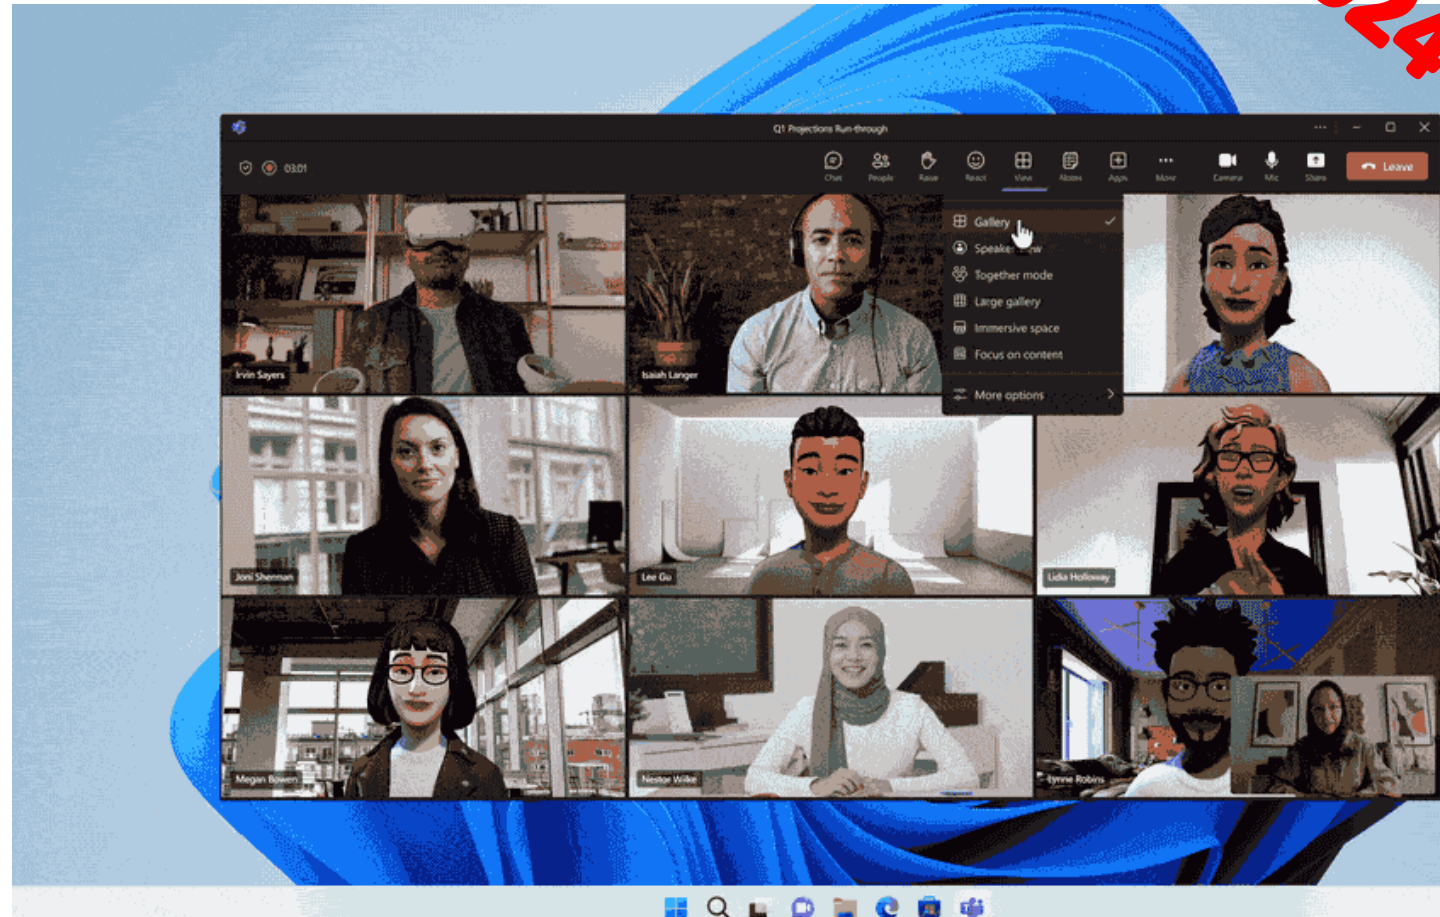 024
Q1 Projections Run-through
03:01
Chat People Raise React View Notes Apps More Camera Mic Share Leave
Gallery
Speaker
Together mode
Large gallery
Immersive space
Focus on content
More options
Irvin Sayers
Isaiah Langer
Joni Sherman
Lee Gu
Lidia Holloway
Megan Bowen
Nestor Wilke
Lynne Robins